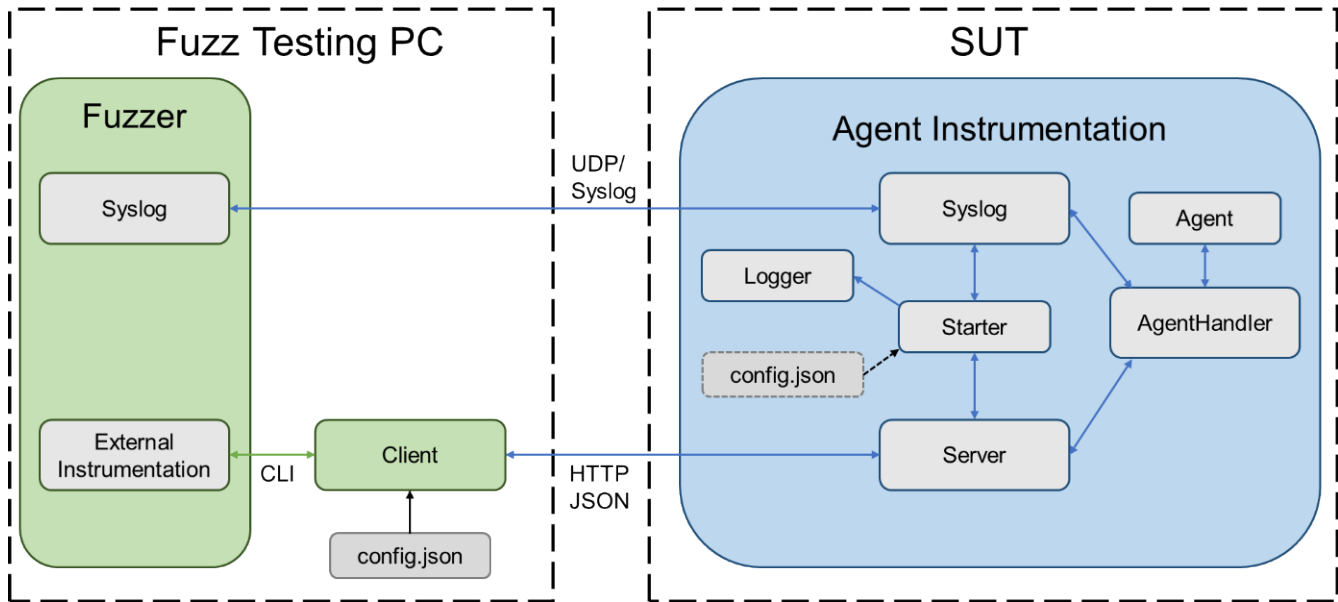 Fuzz Testing PC
SUT
Fuzzer
Agent Instrumentation
UDP/
Syslog
Syslog
Syslog
Agent
Logger
Starter
AgentHandler
config.json
External
Instrumentation
CLI
Client
HTTP
JSON
Server
config.json